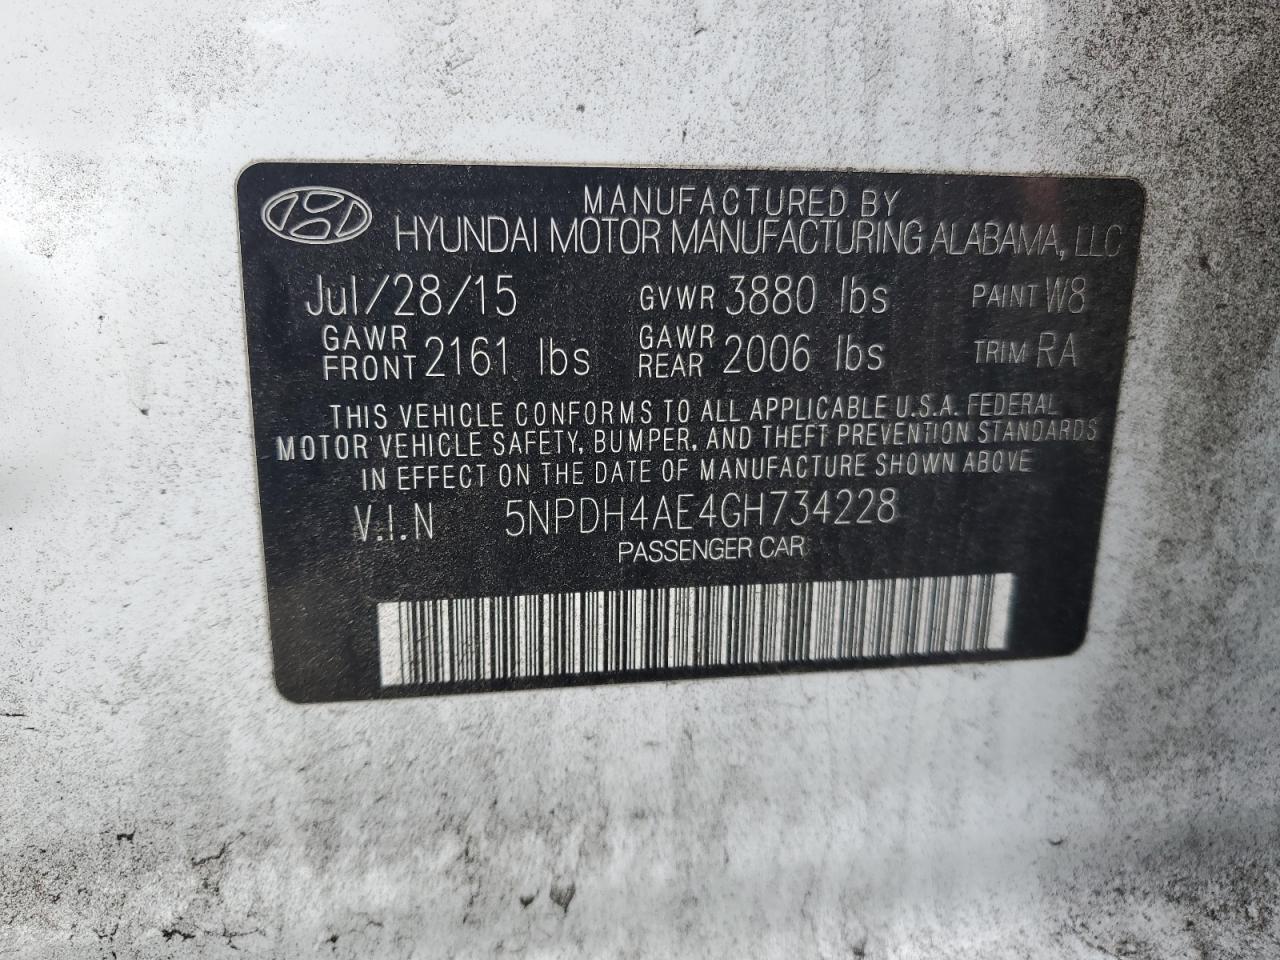 MANUFACTURED BY
HYUNDAI MOTOR MANUFACTURING ALABAMA, LLC
Jul/28/15 GVWR 3880 lbs PAINT W8
GAWR FRONT 2161 lbs GAWR REAR 2006 lbs TRIM RA
THIS VEHICLE CONFORMS TO ALL APPLICABLE U.S.A. FEDERAL
MOTOR VEHICLE SAFETY, BUMPER, AND THEFT PREVENTION STANDARDS
IN EFFECT ON THE DATE OF MANUFACTURE SHOWN ABOVE
V.I.N 5NPDH4AE4GH734228
PASSENGER CAR